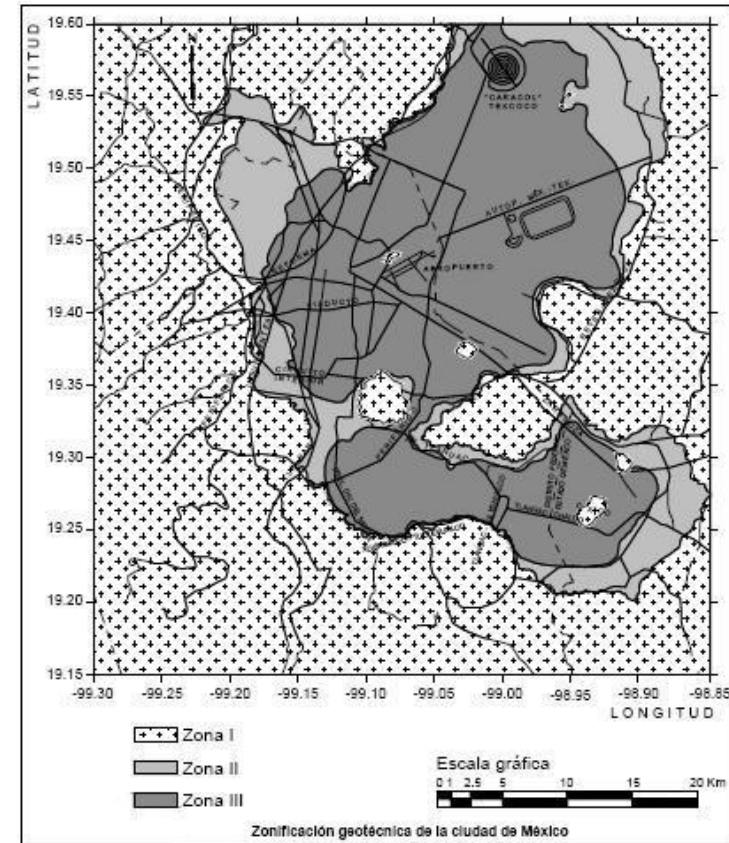 LATITUD
19.60
19.55
19.50
19.45
19.40
19.35
19.30
19.25
19.20
19.15
"CARACOL"
TEXCOCO
AUTOP. MEX.-TEX.
AEROPUERTO
REFORMA
VIADUCTO
CIRCUITO
INTERIOR
-99.30
-99.25
-99.20
-99.15
-99.10
-99.05
-99.00
-98.95
-98.90
-98.85
LONGITUD
Zona I
Zona II
Zona III
Escala gráfica
0 1 2.5 5 10 15 20 Km
Zonificación geotécnica de la ciudad de México